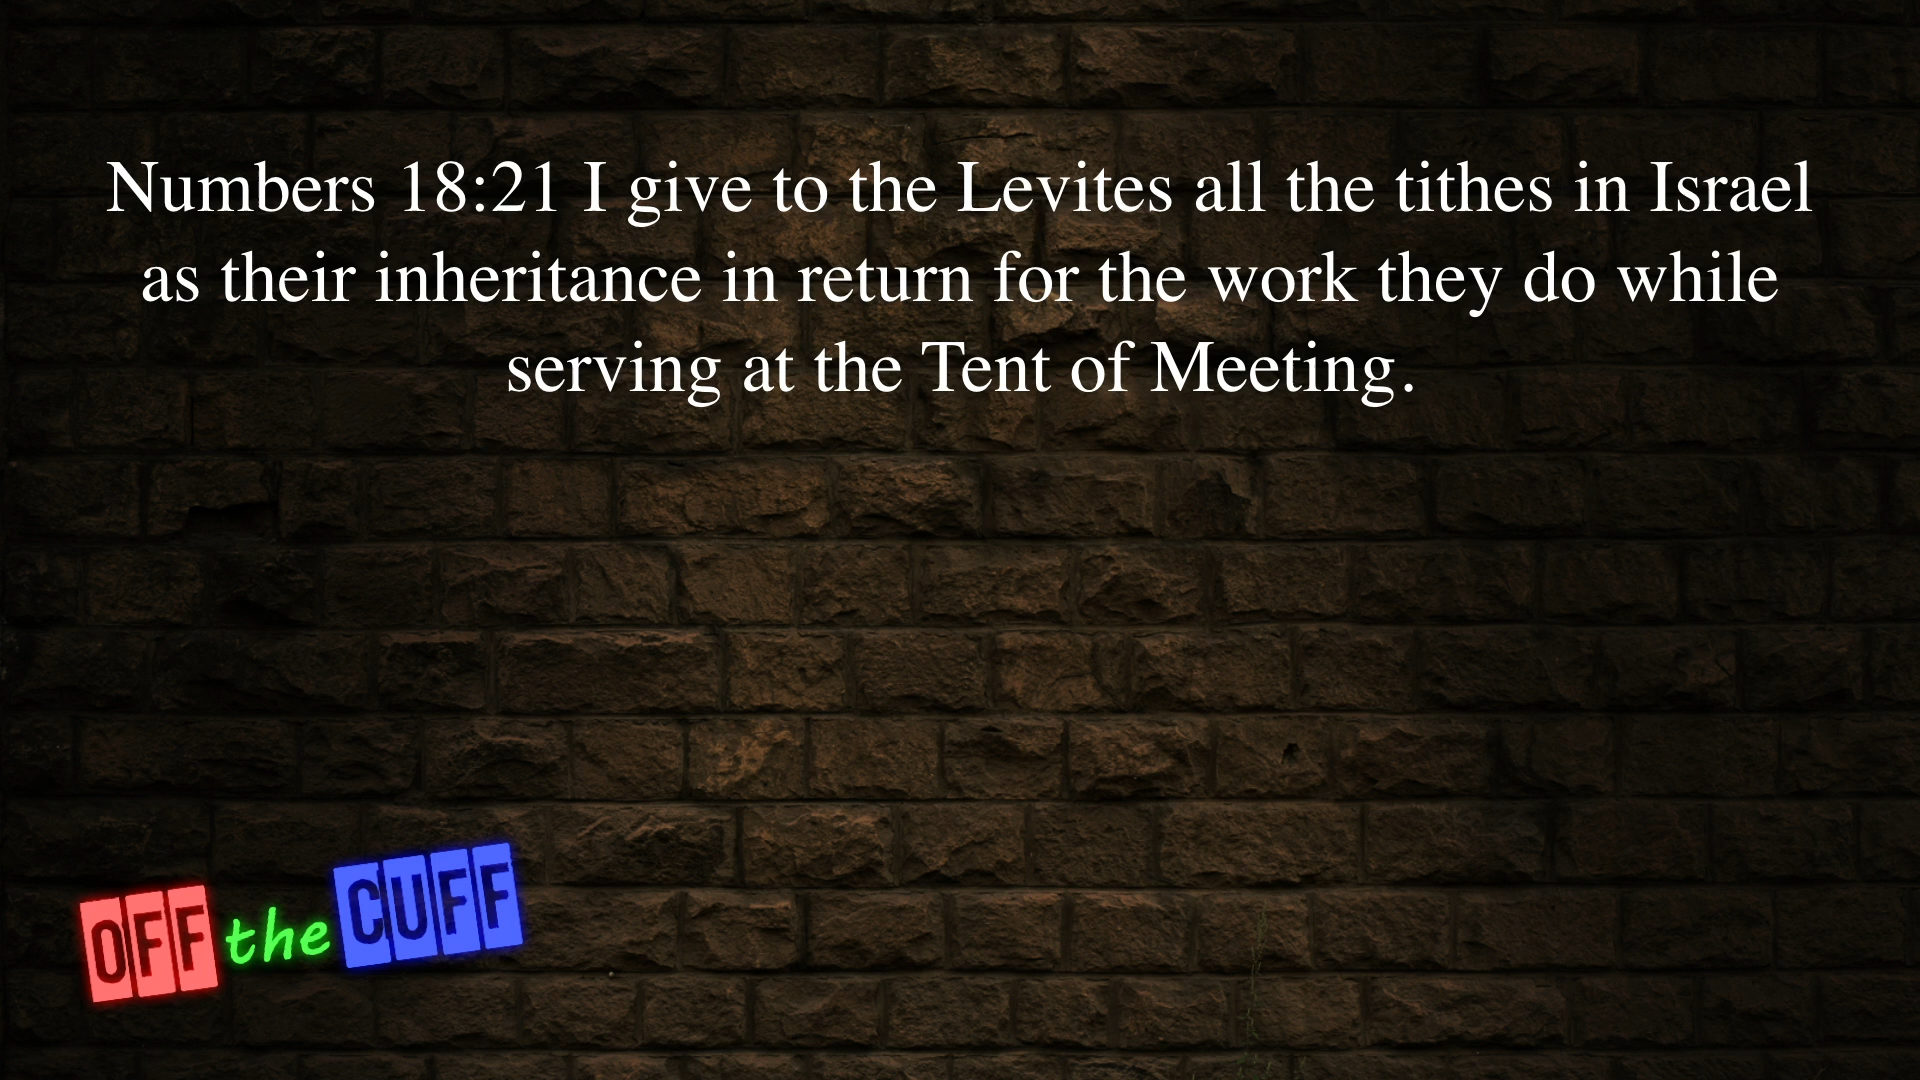 Numbers 18:21 I give to the Levites all the tithes in Israel
as their inheritance in return for the work they do while
serving at the Tent of Meeting.
OFF the CUFF